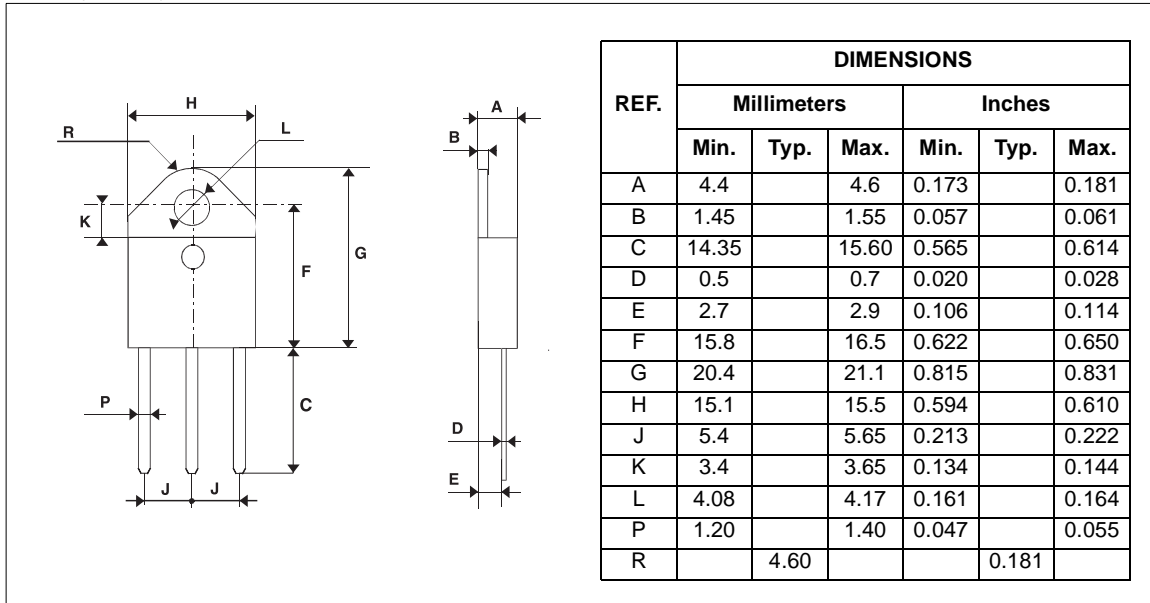 H
A
R
L
B
K
G
F
P
C
D
E
J J
DIMENSIONS
REF. Millimeters Inches
Min. Typ. Max. Min. Typ. Max.
A 4.4 4.6 0.173 0.181
B 1.45 1.55 0.057 0.061
C 14.35 15.60 0.565 0.614
D 0.5 0.7 0.020 0.028
E 2.7 2.9 0.106 0.114
F 15.8 16.5 0.622 0.650
G 20.4 21.1 0.815 0.831
H 15.1 15.5 0.594 0.610
J 5.4 5.65 0.213 0.222
K 3.4 3.65 0.134 0.144
L 4.08 4.17 0.161 0.164
P 1.20 1.40 0.047 0.055
R 4.60 0.181